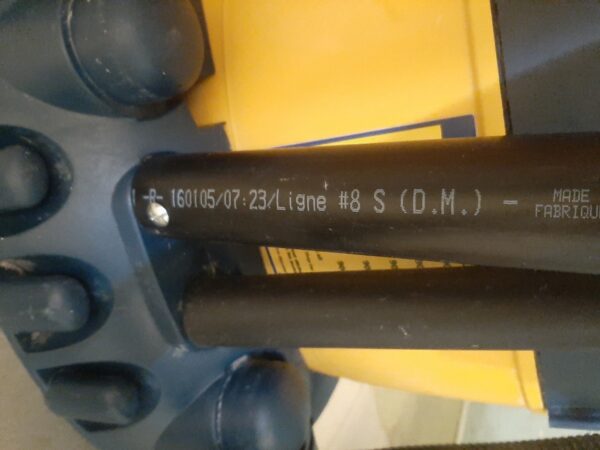 -R- 160105/07:23/Ligne #8 S (D.M.) -
MADE
FABRIQU